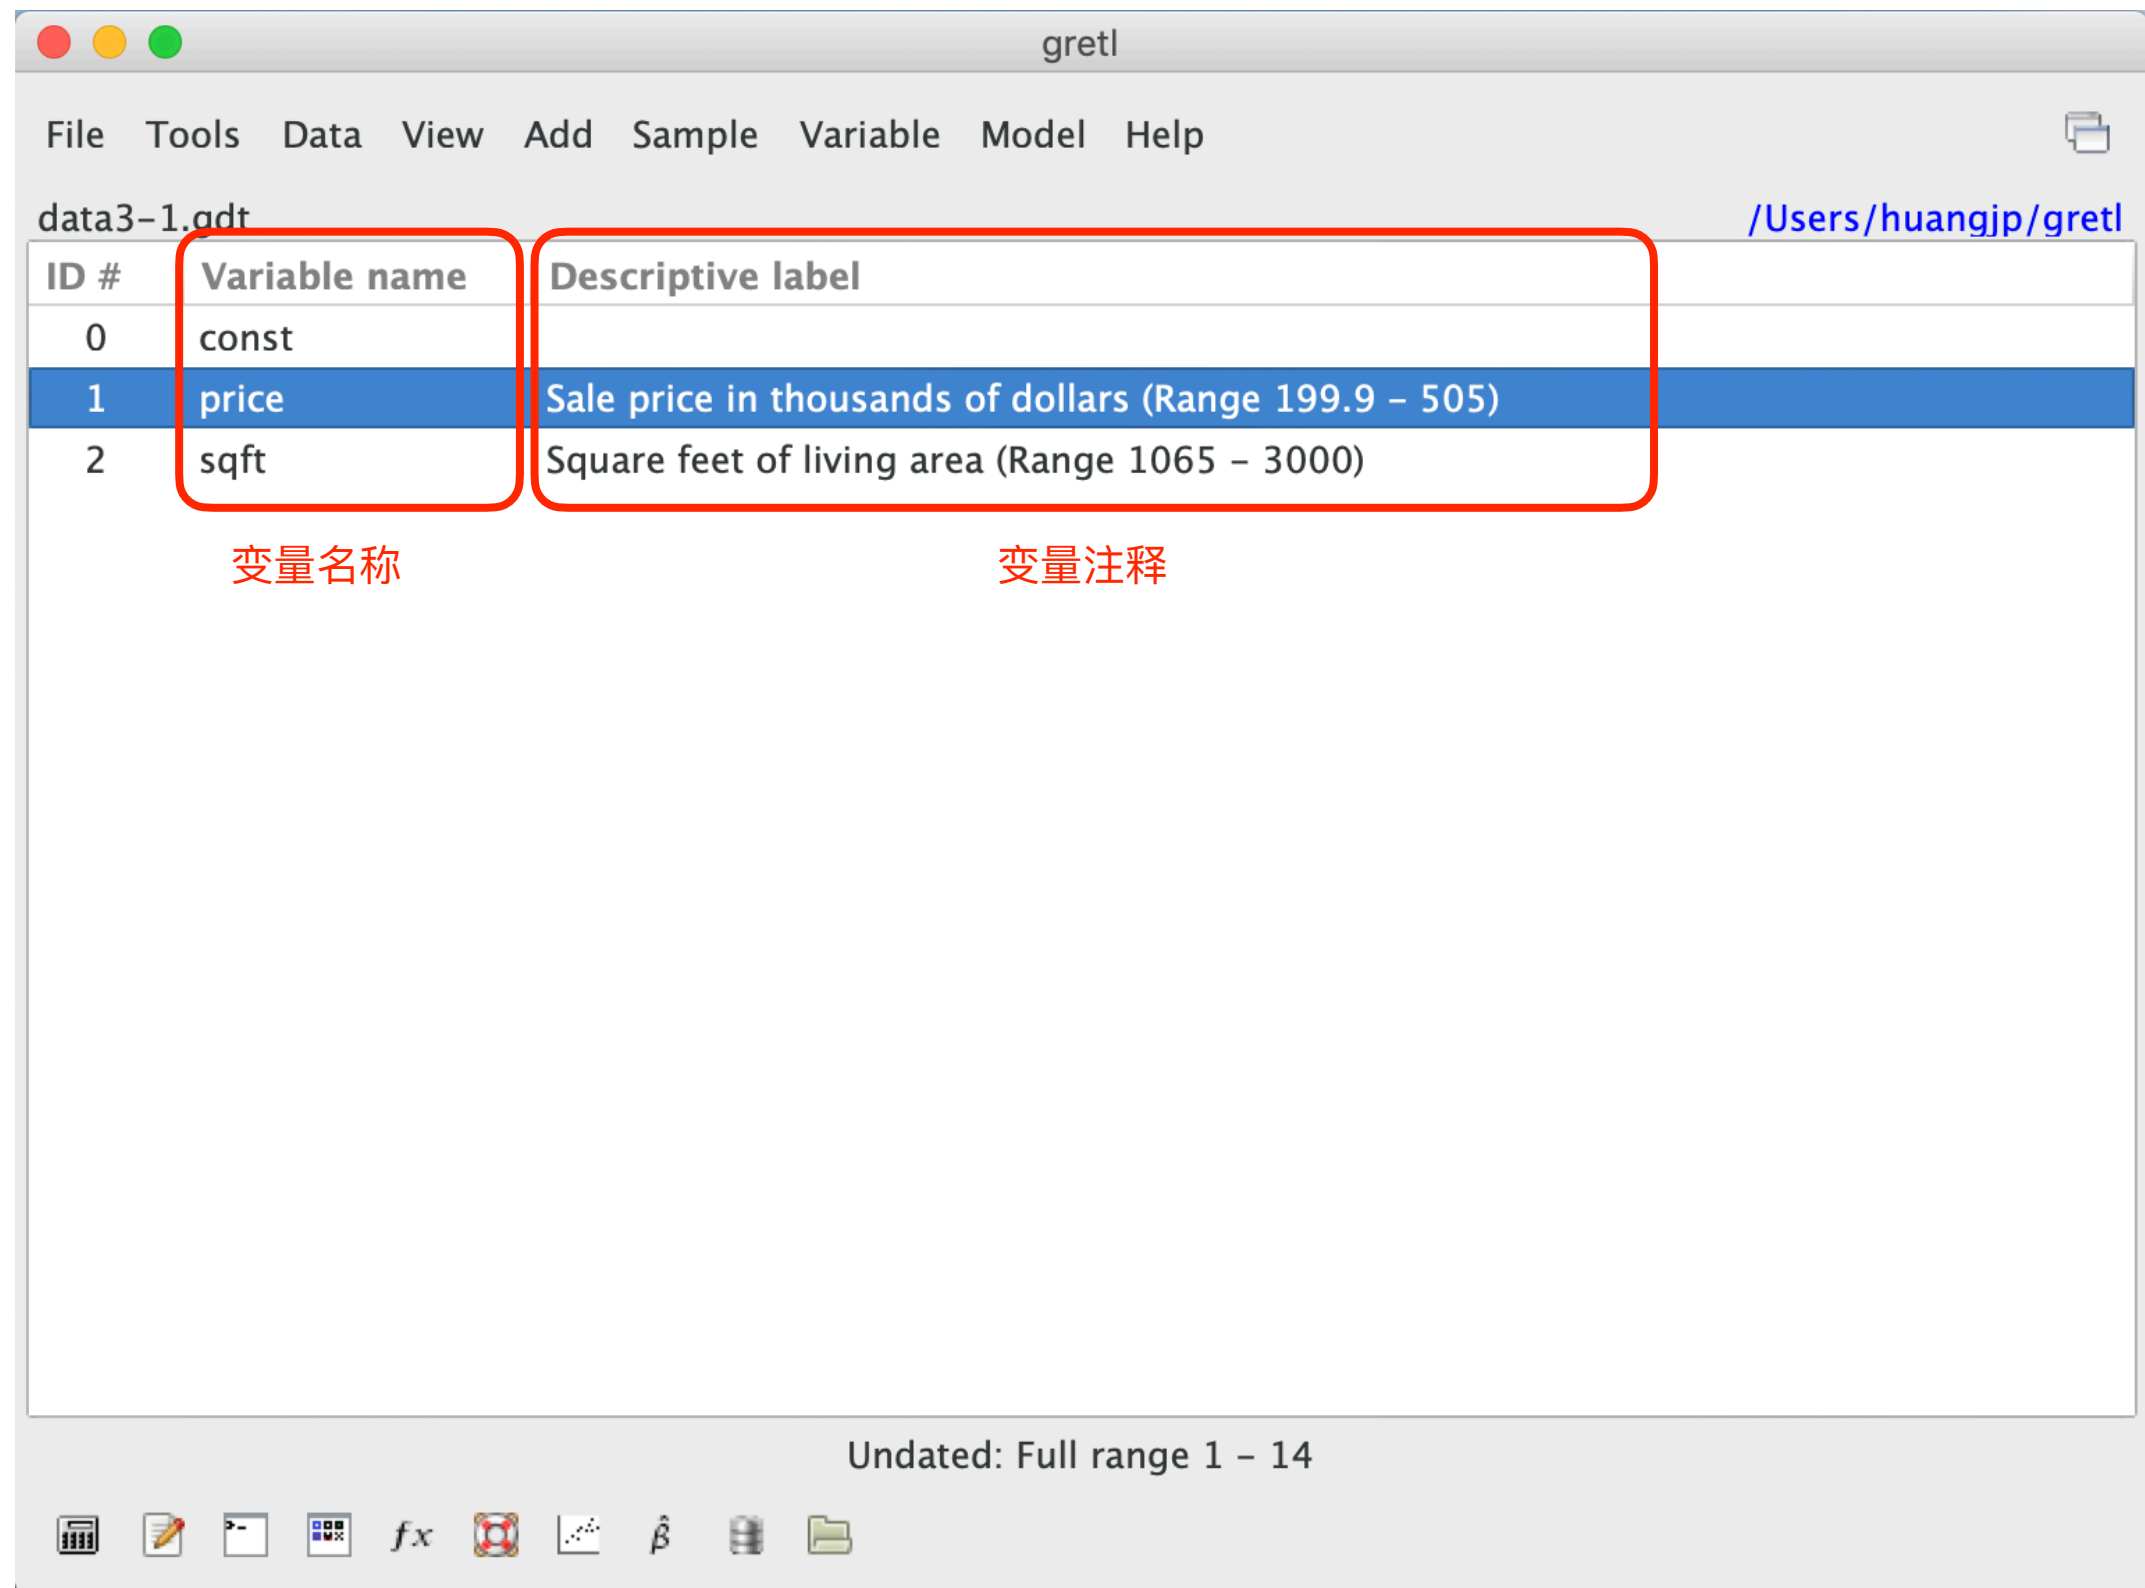 gretl
File Tools Data View Add Sample Variable Model Help
data3-1.gdt /Users/huangjp/gretl
ID # Variable name Descriptive label
0 const
1 price Sale price in thousands of dollars (Range 199.9 - 505)
2 sqft Square feet of living area (Range 1065 - 3000)
变量名称 变量注释
Undated: Full range 1 - 14
fx β̂